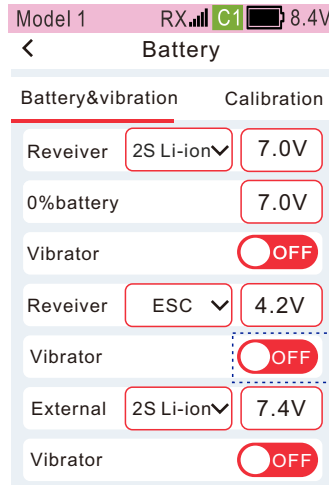 Model 1 RX C1 8.4V
< Battery
Battery&vibration Calibration
Reveiver 2S Li-ion 7.0V
0%battery 7.0V
Vibrator OFF
Reveiver ESC 4.2V
Vibrator OFF
External 2S Li-ion 7.4V
Vibrator OFF